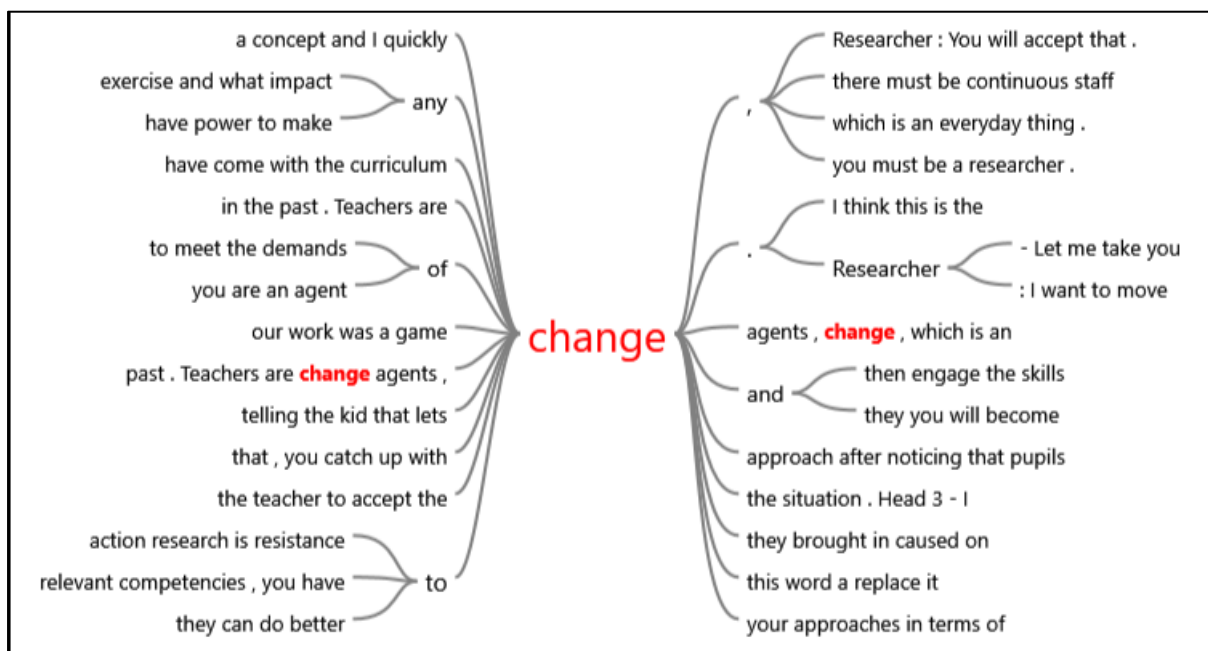 a concept and I quickly
exercise and what impact
any
have power to make
have come with the curriculum
in the past . Teachers are
to meet the demands
of
you are an agent
our work was a game
past . Teachers are change agents ,
telling the kid that lets
that , you catch up with
the teacher to accept the
action research is resistance
relevant competencies , you have
to
they can do better
change
Researcher : You will accept that .
there must be continuous staff
,
which is an everyday thing .
you must be a researcher .
I think this is the
.
Researcher
- Let me take you
: I want to move
agents , change , which is an
and
then engage the skills
they you will become
approach after noticing that pupils
the situation . Head 3 - I
they brought in caused on
this word a replace it
your approaches in terms of